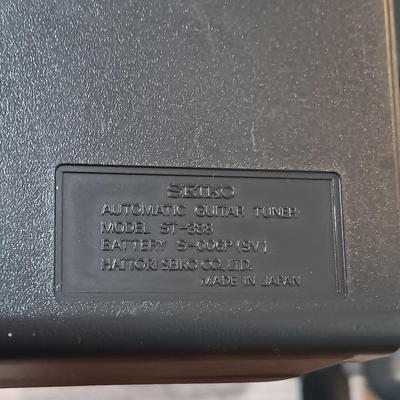 SEIKO
AUTOMATIC GUITAR TUNER
MODEL ST-388
BATTERY S-006P (9V)
HATTORI SEIKO CO., LTD.
MADE IN JAPAN